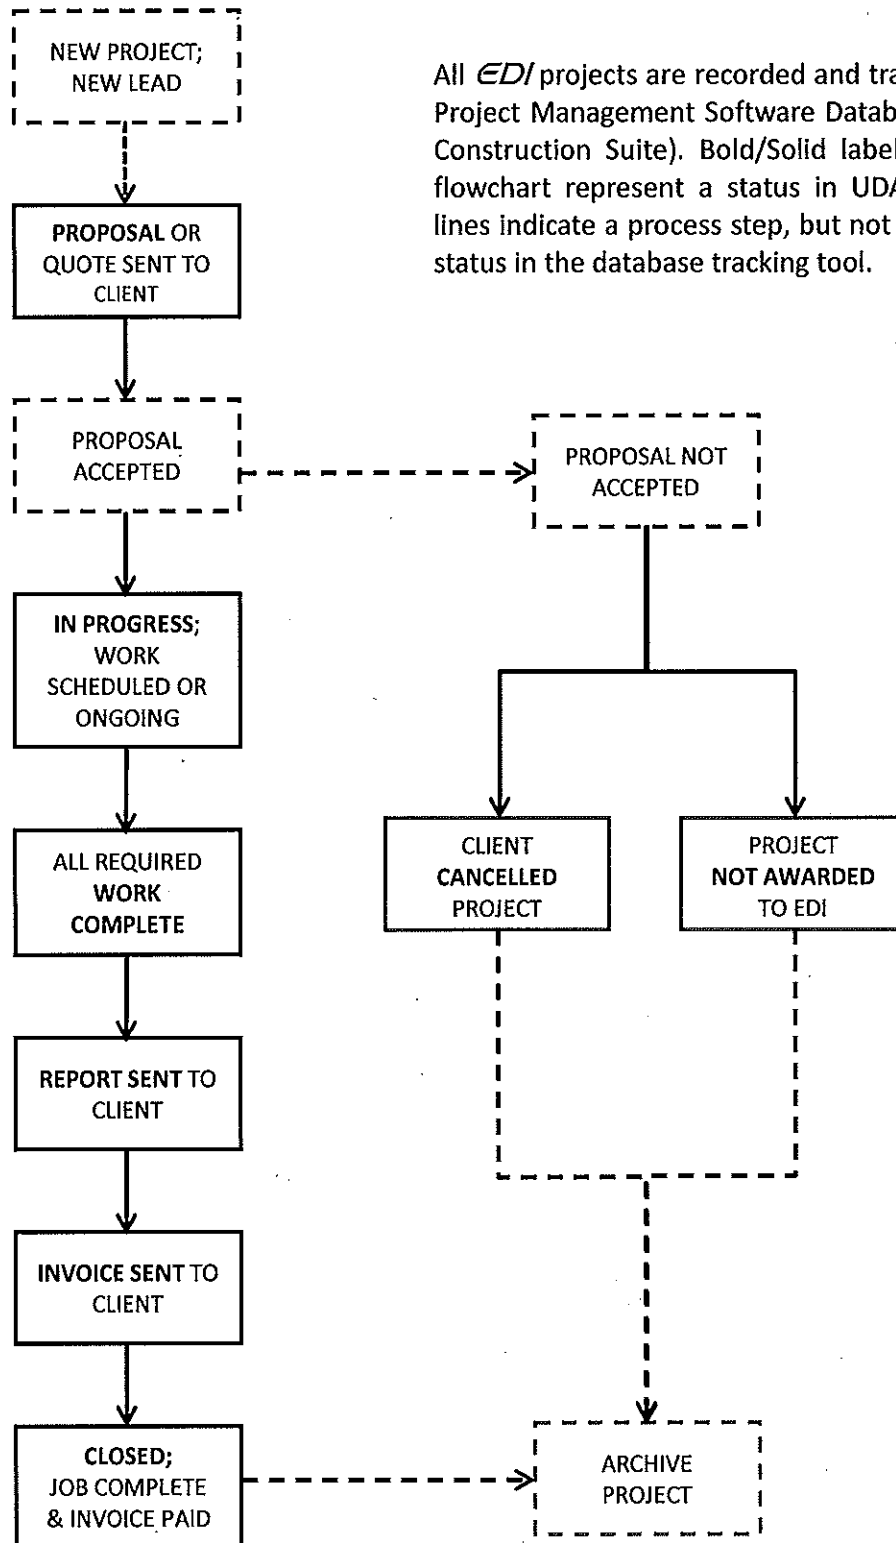 NEW PROJECT;
NEW LEAD
All EDI projects are recorded and
Project Management Software
Construction Suite). Bold/Solid
flowchart represent a status in
lines indicate a process step, but not
status in the database tracking tool.
PROPOSAL OR
QUOTE SENT TO
CLIENT
PROPOSAL
ACCEPTED
PROPOSAL NOT
ACCEPTED
IN PROGRESS;
WORK
SCHEDULED OR
ONGOING
CLIENT
CANCELLED
PROJECT
PROJECT
NOT AWARDED
TO EDI
ALL REQUIRED
WORK
COMPLETE
REPORT SENT TO
CLIENT
INVOICE SENT TO
CLIENT
CLOSED;
JOB COMPLETE
& INVOICE PAID
ARCHIVE
PROJECT